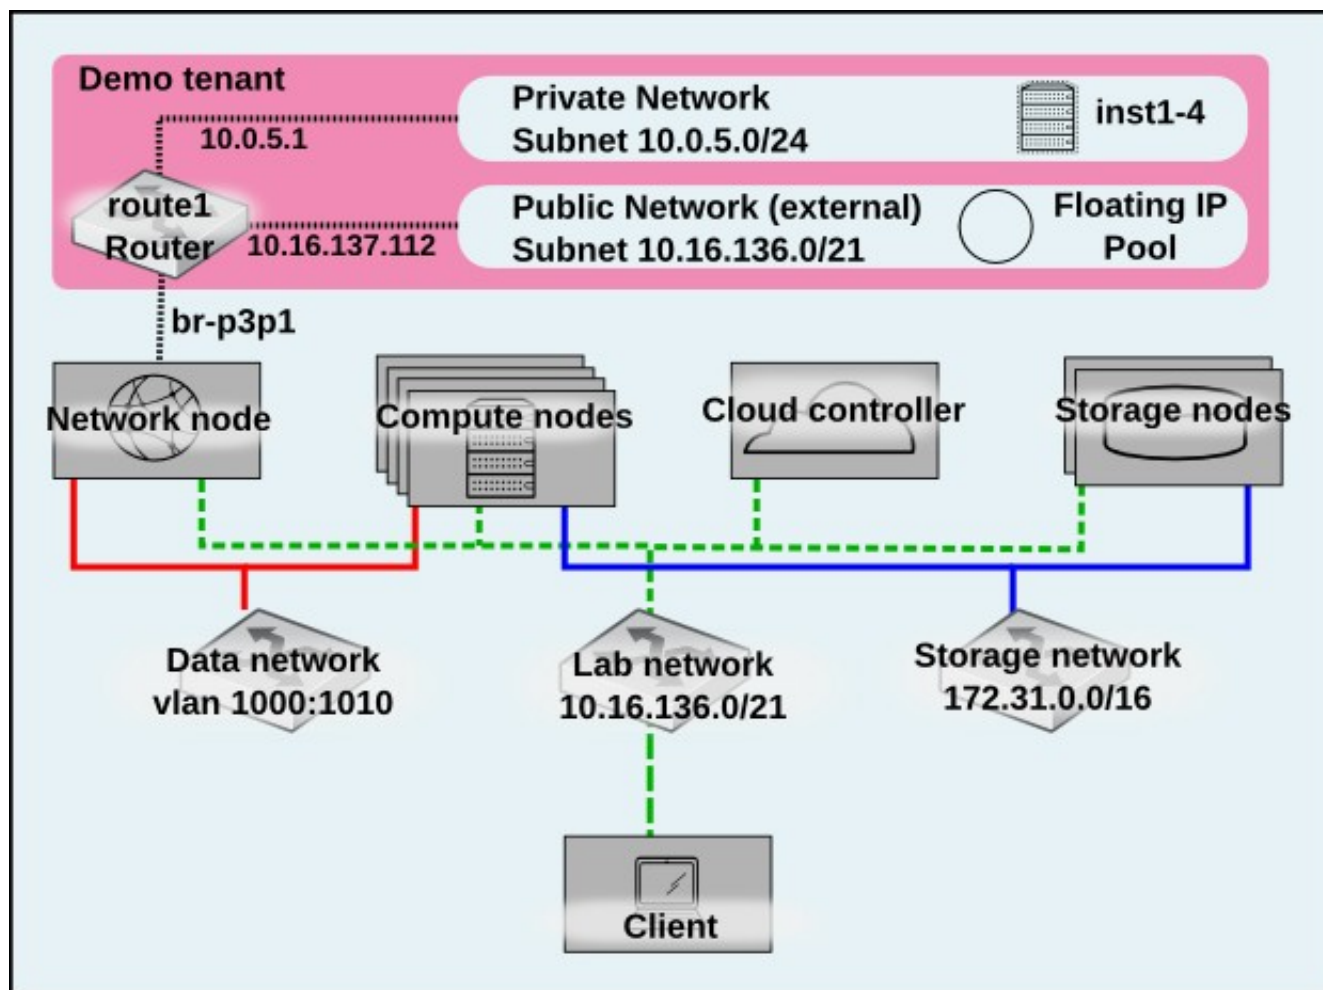 Demo tenant
Private Network
Subnet 10.0.5.0/24
inst1-4
10.0.5.1
route1
Router
10.16.137.112
Public Network (external)
Subnet 10.16.136.0/21
Floating IP
Pool
br-p3p1
Network node
Compute nodes
Cloud controller
Storage nodes
Data network
vlan 1000:1010
Lab network
10.16.136.0/21
Storage network
172.31.0.0/16
Client